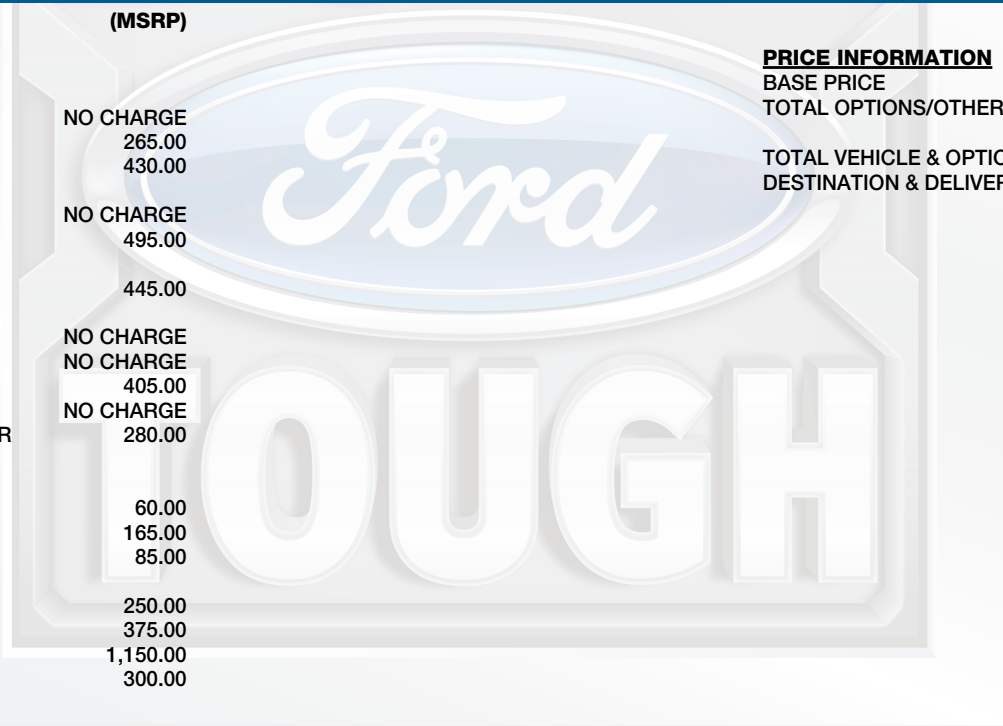 (MSRP)
NO CHARGE
265.00
430.00
NO CHARGE
495.00
445.00
NO CHARGE
NO CHARGE
405.00
NO CHARGE
R 280.00
60.00
165.00
85.00
250.00
375.00
1,150.00
300.00
PRICE INFORMATION
BASE PRICE
TOTAL OPTIONS/OTHER
TOTAL VEHICLE & OPTIO
DESTINATION & DELIVER
Ford
TOUGH